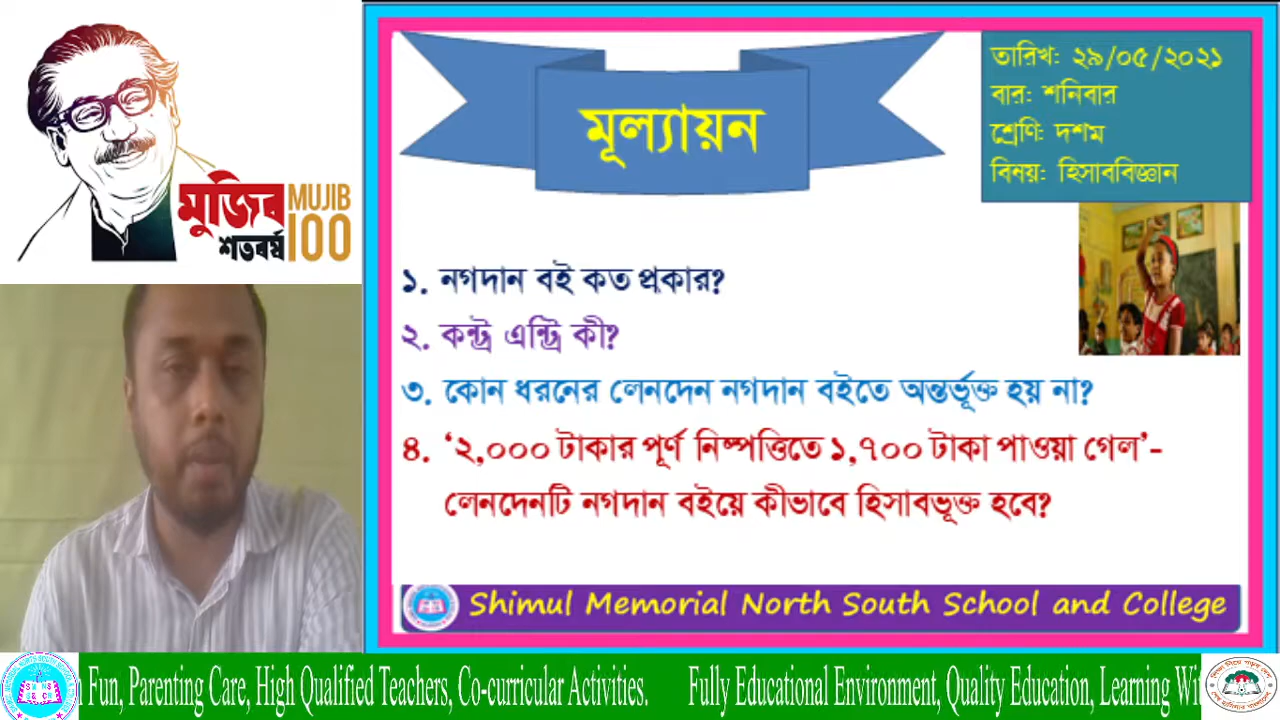 মুজিব
শতবর্ষ
MUJIB
100
মূল্যায়ন
তারিখ: ২৯/০৫/২০২১
বার: শনিবার
শ্রেণি: দশম
বিষয়: হিসাববিজ্ঞান
১. নগদান বই কত প্রকার?
২. কন্ট্র এন্ট্রি কী?
৩. কোন ধরনের লেনদেন নগদান বইতে অন্তর্ভূক্ত হয় না?
৪. ‘২,০০০ টাকার পূর্ণ নিষ্পত্তিতে ১,৭০০ টাকা পাওয়া গেল’-
লেনদেনটি নগদান বইয়ে কীভাবে হিসাবভূক্ত হবে?
Shimul Memorial North South School and College
Fun, Parenting Care, High Qualified Teachers, Co-curricular Activities. Fully Educational Environment, Quality Education, Learning Wit